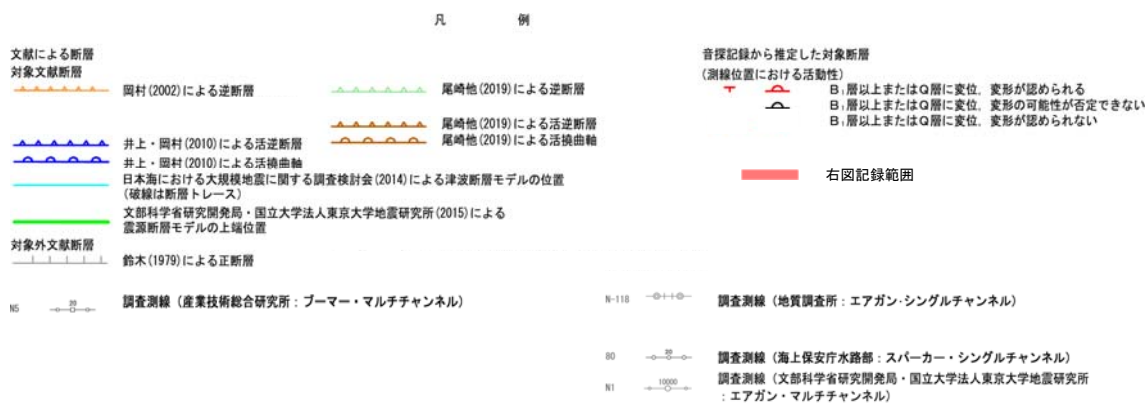 凡 例
文献による断層
対象文献断層
岡村(2002)による逆断層
尾崎他(2019)による逆断層
尾崎他(2019)による活逆断層
井上・岡村(2010)による活逆断層
尾崎他(2019)による活撓曲軸
井上・岡村(2010)による活撓曲軸
日本海における大規模地震に関する調査検討会(2014)による津波断層モデルの位置
(破線は断層トレース)
文部科学省研究開発局・国立大学法人東京大学地震研究所(2015)による
震源断層モデルの上端位置
対象外文献断層
鈴木(1979)による正断層
N5
20
調査測線（産業技術総合研究所：ブーマー・マルチチャンネル）
音探記録から推定した対象断層
(測線位置における活動性)
B₁層以上またはQ層に変位，変形が認められる
B₁層以上またはQ層に変位，変形の可能性が否定できない
B₁層以上またはQ層に変位，変形が認められない
右図記録範囲
N-118
調査測線（地質調査所：エアガン・シングルチャンネル）
80
20
調査測線（海上保安庁水路部：スパーカー・シングルチャンネル）
N1
10000
調査測線（文部科学省研究開発局・国立大学法人東京大学地震研究所
：エアガン・マルチチャンネル）